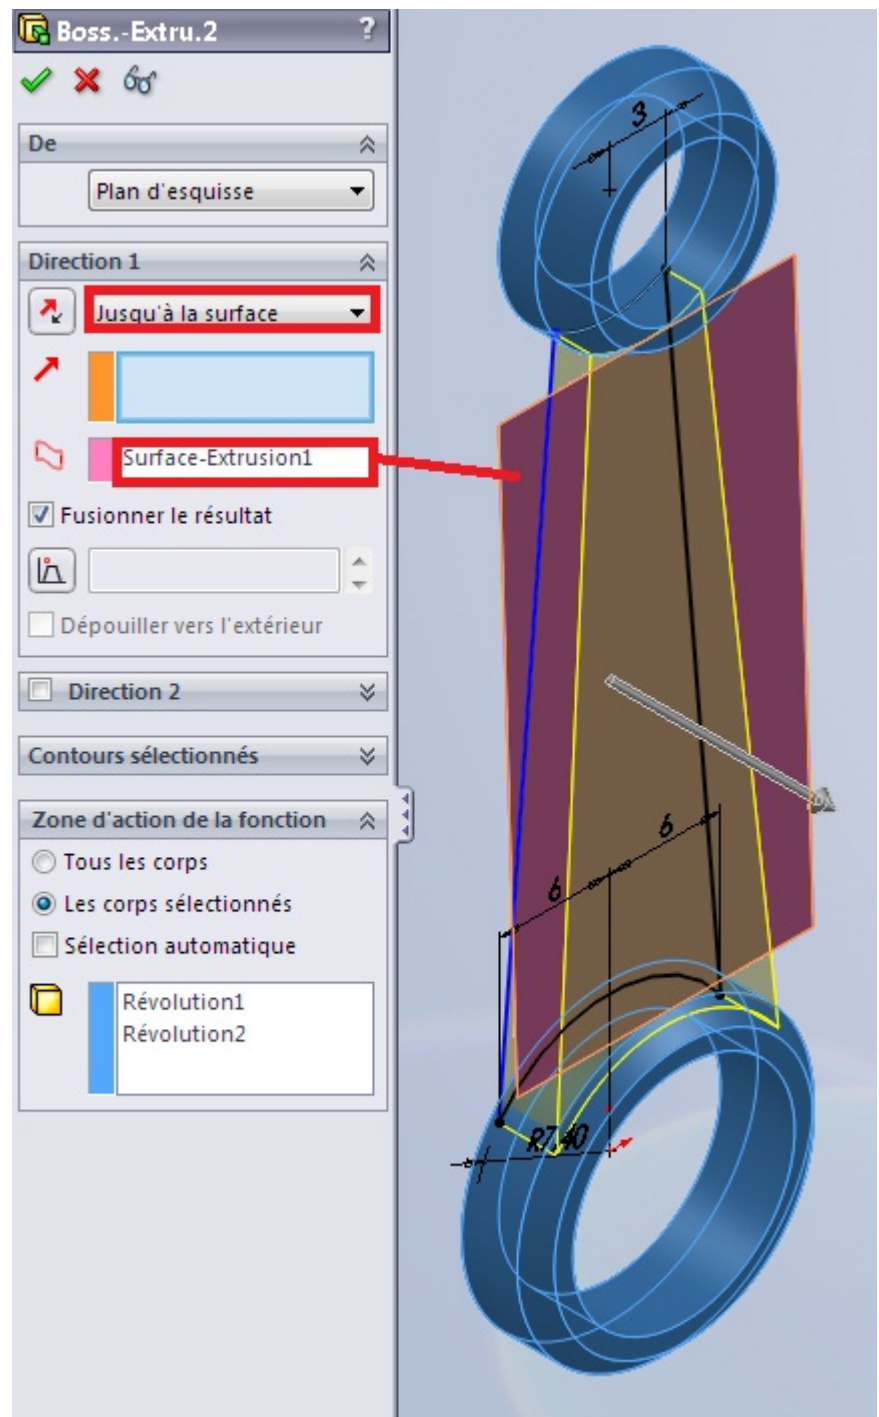 Boss.-Extru.2 ?
De
Plan d'esquisse
Direction 1
Jusqu'à la surface
Surface-Extrusion1
Fusionner le résultat
Dépouiller vers l'extérieur
Direction 2
Contours sélectionnés
Zone d'action de la fonction
Tous les corps
Les corps sélectionnés
Sélection automatique
Révolution1
Révolution2
3
6
6
R7,40